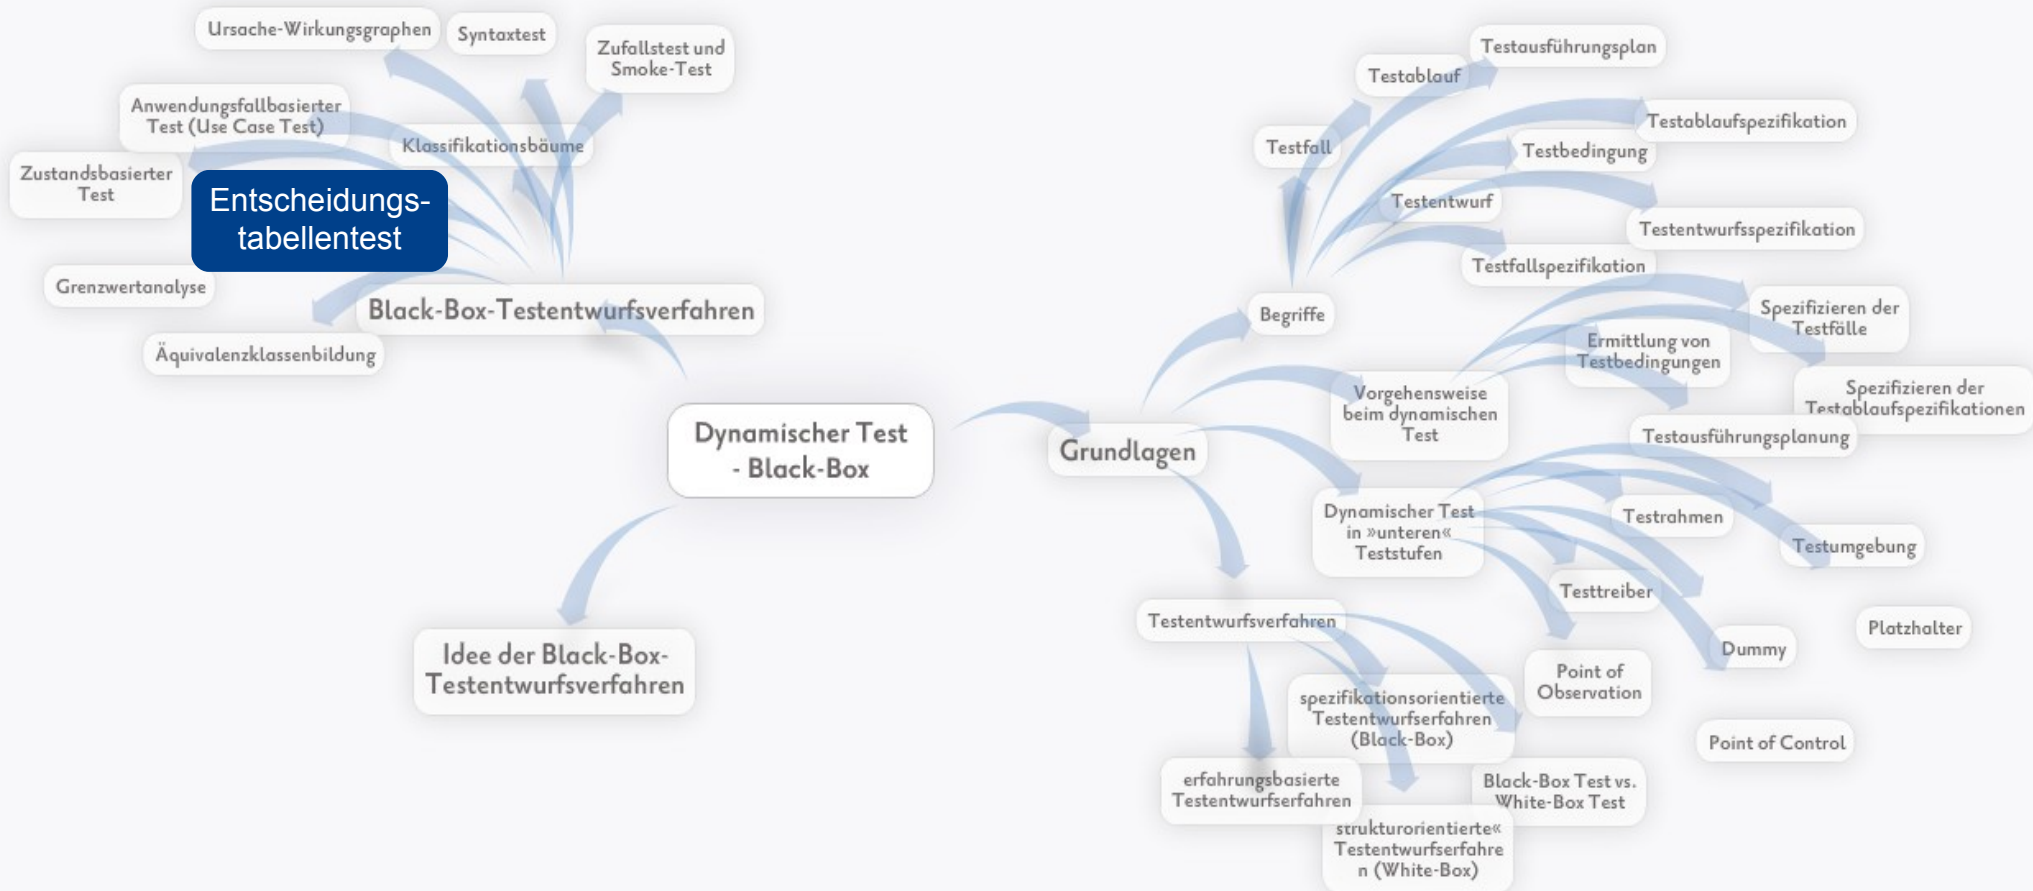 Ursache-Wirkungsgraphen
Syntaxtest
Zufallstest und
Smoke-Test
Anwendungsfallbasierter
Test (Use Case Test)
Klassifikationsbäume
Zustandsbasierter
Test
Entscheidungs-
tabellentest
Grenzwertanalyse
Black-Box-Testentwurfsverfahren
Äquivalenzklassenbildung
Dynamischer Test
- Black-Box
Idee der Black-Box-
Testentwurfsverfahren
Grundlagen
Begriffe
Testfall
Testablauf
Testausführungsplan
Testablaufspezifikation
Testbedingung
Testentwurf
Testentwurfsspezifikation
Testfallspezifikation
Vorgehensweise
beim dynamischen
Test
Spezifizieren der
Testfälle
Ermittlung von
Testbedingungen
Spezifizieren der
Testablaufspezifikationen
Testausführungsplanung
Dynamischer Test
in »unteren«
Teststufen
Testrahmen
Testumgebung
Testtreiber
Platzhalter
Dummy
Point of
Observation
Point of Control
Testentwurfsverfahren
spezifikationsorientierte
Testentwurfserfahren
(Black-Box)
erfahrungsbasierte
Testentwurfserfahren
Black-Box Test vs.
White-Box Test
strukturorientierte«
Testentwurfserfahre
n (White-Box)